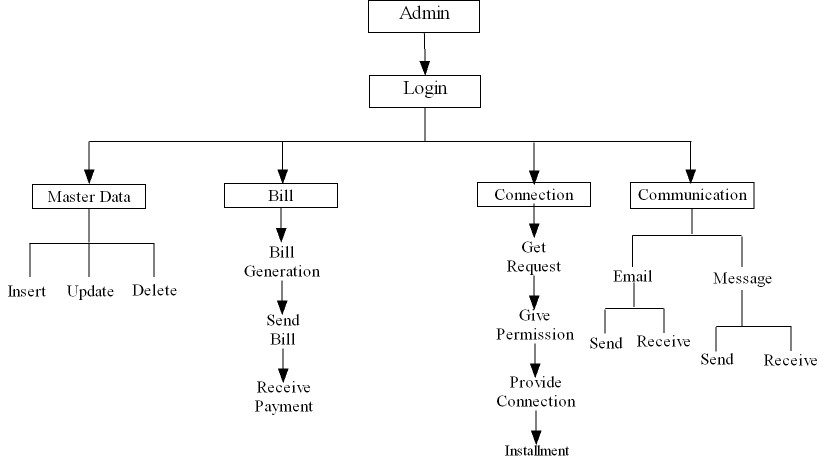 Admin
Login
Master Data
Bill
Connection
Communication
Bill
Generation
Get
Request
Email
Message
Insert
Update
Delete
Send
Bill
Give
Permission
Send
Receive
Send
Receive
Receive
Payment
Provide
Connection
Installment